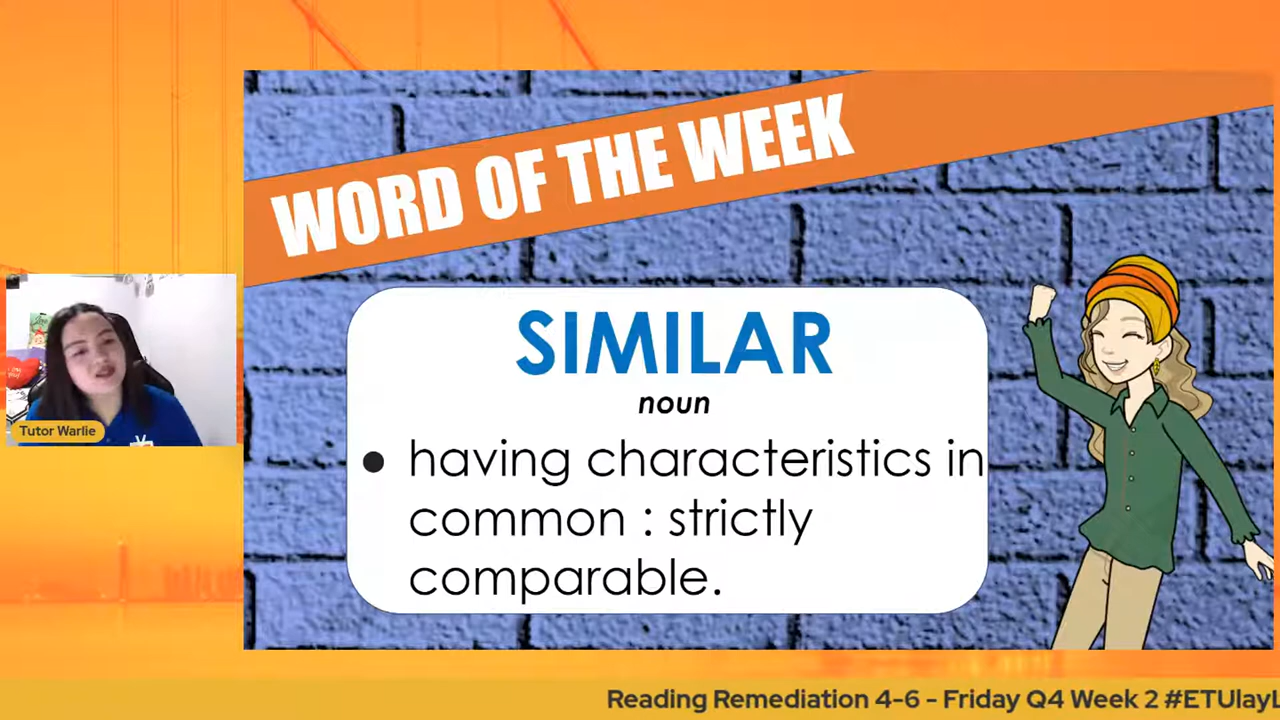 WORD OF THE WEEK
SIMILAR
noun
● having characteristics in
common : strictly
comparable.
Tutor Warlie
Reading Remediation 4-6 - Friday Q4 Week 2 #ETUlayL